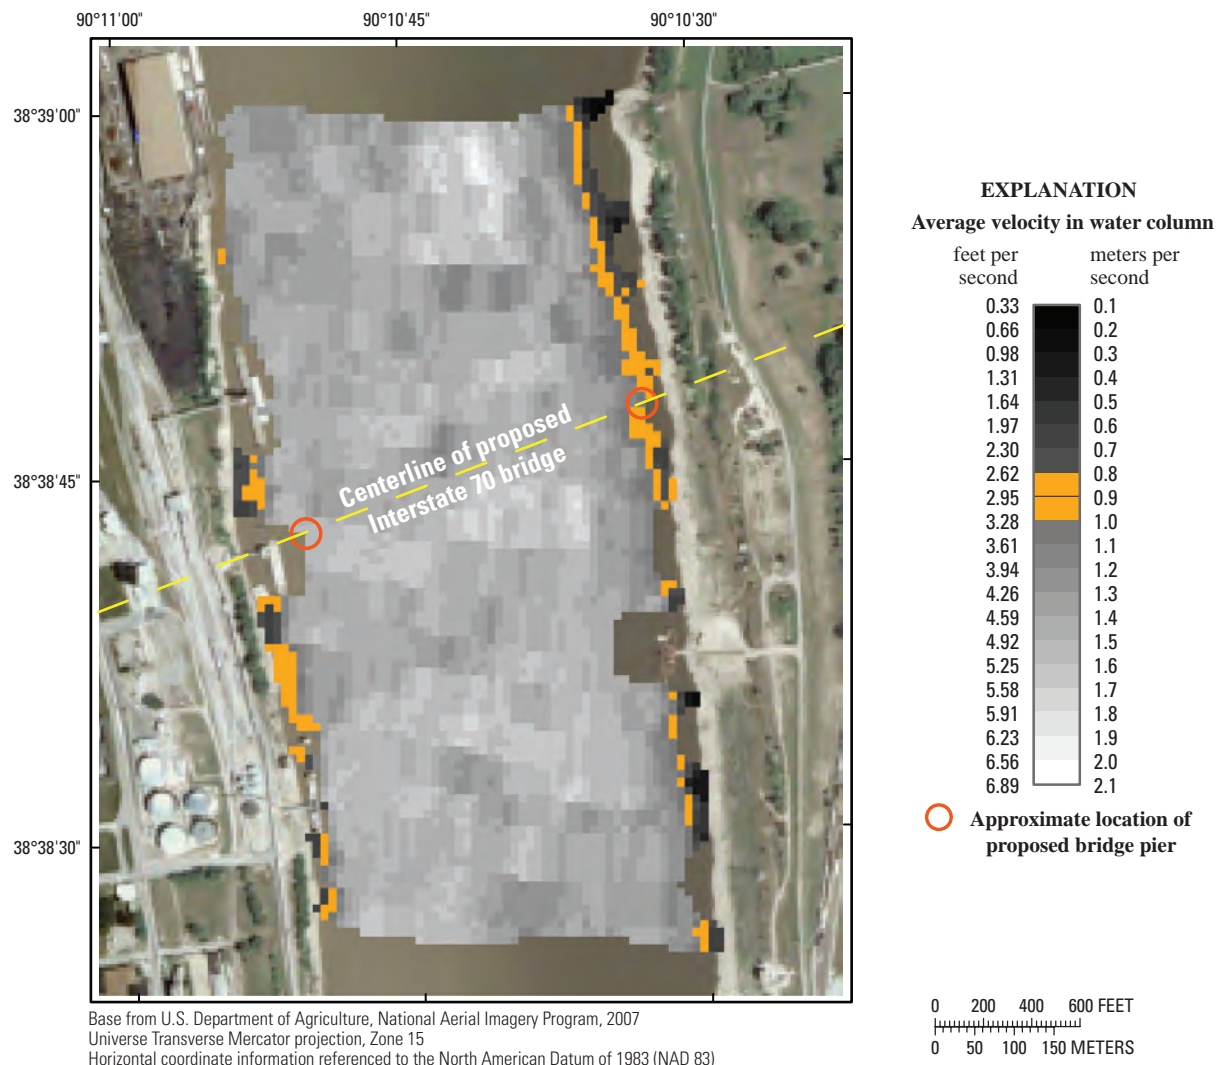 90°11'00"
90°10'45"
90°10'30"
38°39'00"
38°38'45"
38°38'30"
Centerline of proposed
Interstate 70 bridge
EXPLANATION
Average velocity in water column
feet per second
meters per second
0.33 0.1
0.66 0.2
0.98 0.3
1.31 0.4
1.64 0.5
1.97 0.6
2.30 0.7
2.62 0.8
2.95 0.9
3.28 1.0
3.61 1.1
3.94 1.2
4.26 1.3
4.59 1.4
4.92 1.5
5.25 1.6
5.58 1.7
5.91 1.8
6.23 1.9
6.56 2.0
6.89 2.1
Approximate location of
proposed bridge pier
0 200 400 600 FEET
0 50 100 150 METERS
Base from U.S. Department of Agriculture, National Aerial Imagery Program, 2007
Universe Transverse Mercator projection, Zone 15
Horizontal coordinate information referenced to the North American Datum of 1983 (NAD 83)